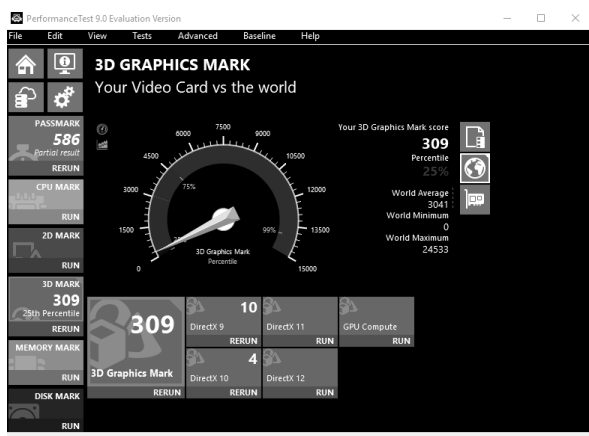 PerformanceTest 9.0 Evaluation Version
File Edit View Tests Advanced Baseline Help
3D GRAPHICS MARK
Your Video Card vs the world
PASSMARK
586
Partial result
RERUN
CPU MARK
RUN
2D MARK
RUN
3D MARK
309
25th Percentile
RERUN
MEMORY MARK
RUN
DISK MARK
RUN
0
1500
3000
4500
6000
7500
9000
10500
12000
13500
15000
75%
99%
3D Graphics Mark
Percentile
Your 3D Graphics Mark score
309
Percentile
25%
World Average
3041
World Minimum
0
World Maximum
24533
309
3D Graphics Mark
RERUN
10
DirectX 9
RERUN
DirectX 11
RUN
GPU Compute
RUN
4
DirectX 10
RERUN
DirectX 12
RUN